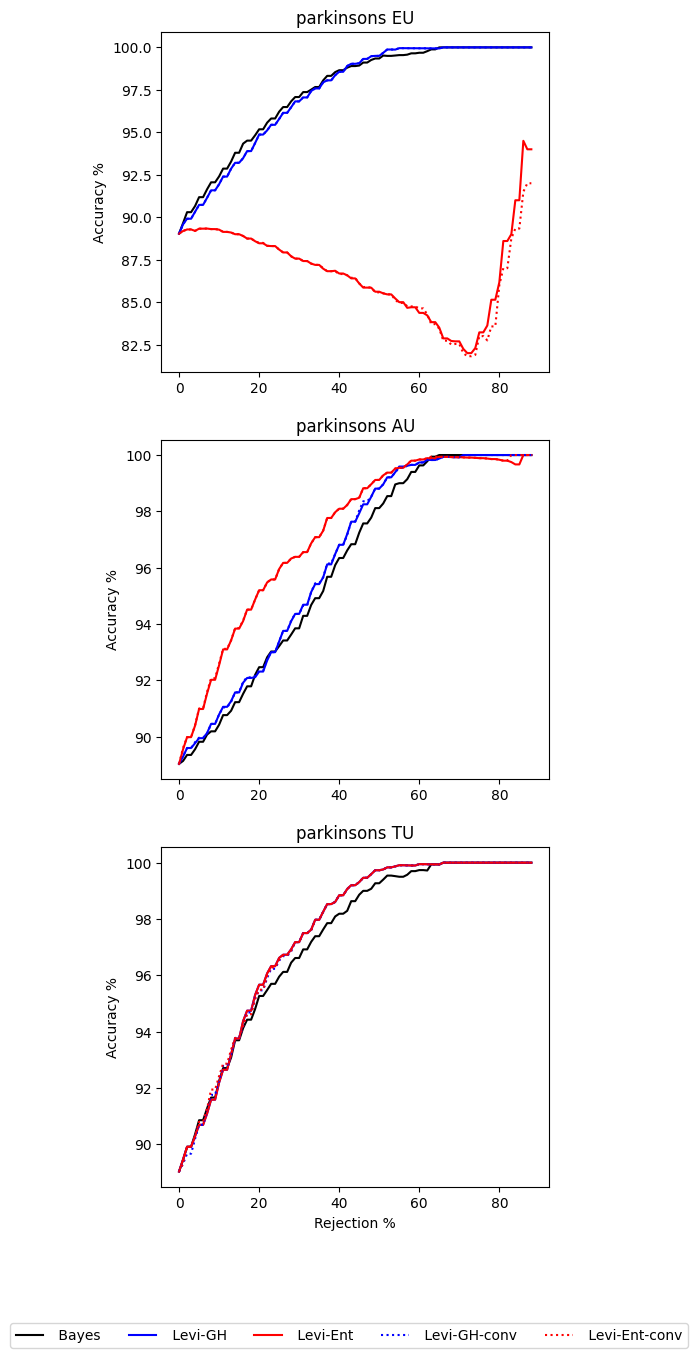 parkinsons EU
100.0
97.5
95.0
92.5
90.0
87.5
85.0
82.5
Accuracy %
0 20 40 60 80
parkinsons AU
100
98
96
94
92
90
Accuracy %
0 20 40 60 80
parkinsons TU
100
98
96
94
92
90
Accuracy %
0 20 40 60 80
Rejection %
Bayes Levi-GH Levi-Ent Levi-GH-conv Levi-Ent-conv